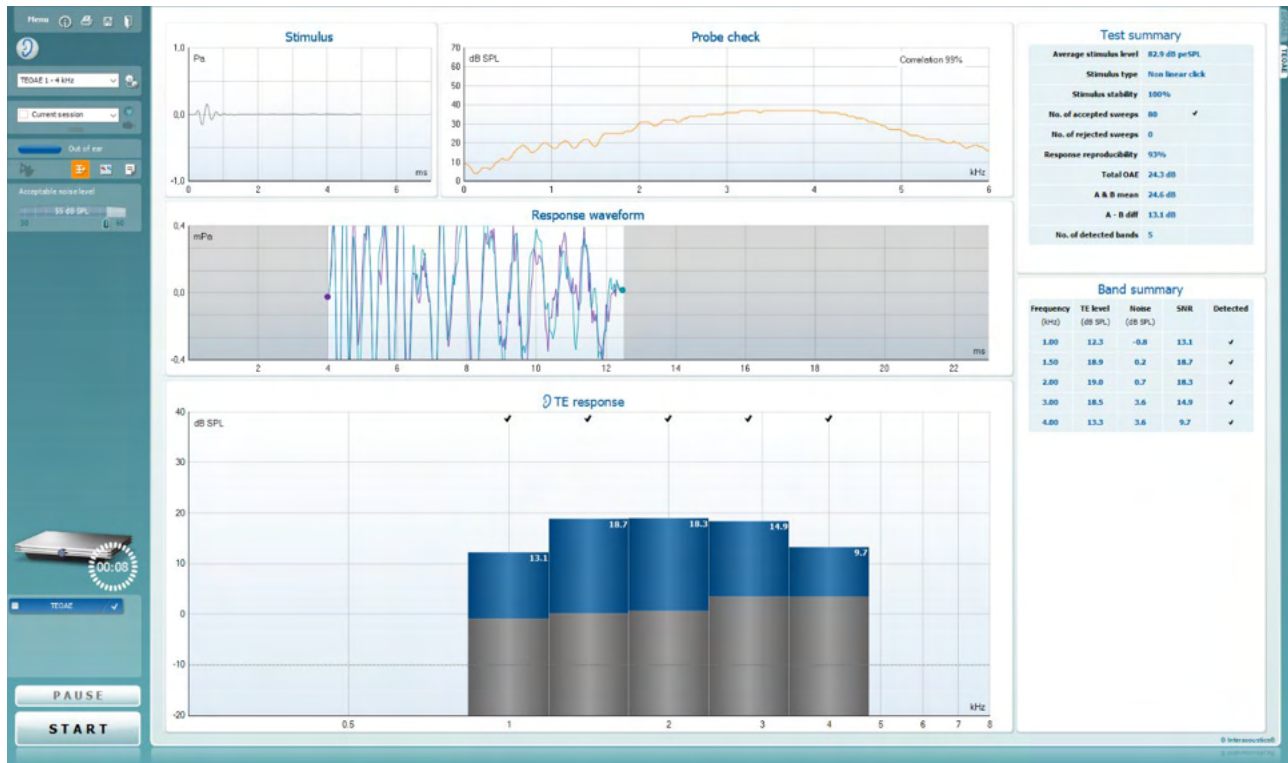 Menu
TEOAE 1 - 4 kHz
Current session
Out of ear
Acceptable noise level
55 dB SPL
30 60
00:08
TEOAE
PAUSE
START
Stimulus
1,0
Pa
0,0
-1,0
ms
0 2 4 6
Probe check
70
dB SPL
Correlation 99%
60
50
40
30
20
10
0
kHz
0 1 2 3 4 5 6
Response waveform
0,4
mPa
0,0
-0,4
ms
2 4 6 8 10 12 14 16 18 20 22
TE response
40
dB SPL
30
20
10
0
-10
-20
13.1 18.7 18.3 14.9 9.7
kHz
0.5 1 2 3 4 5 6 7 8
Test summary
Average stimulus level 82.9 dB peSPL
Stimulus type Non linear click
Stimulus stability 100%
No. of accepted sweeps 80 ✔
No. of rejected sweeps 0
Response reproducibility 93%
Total OAE 24.3 dB
A & B mean 24.6 dB
A - B diff 13.1 dB
No. of detected bands 5
Band summary
Frequency TE level Noise SNR Detected
(kHz) (dB SPL) (dB SPL)
1.00 12.3 -0.8 13.1 ✔
1.50 18.9 0.2 18.7 ✔
2.00 19.0 0.7 18.3 ✔
3.00 18.5 3.6 14.9 ✔
4.00 13.3 3.6 9.7 ✔
TEOAE
© Interacoustics®